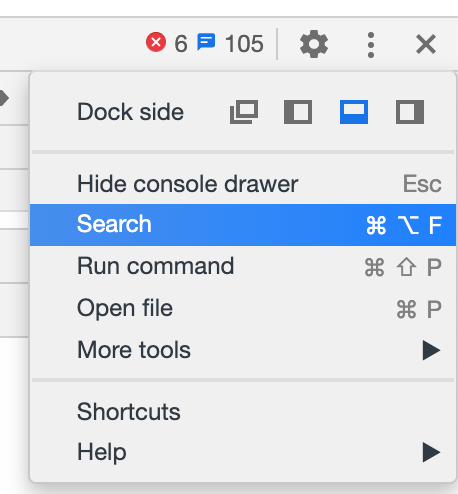 6 105
Dock side
Hide console drawer Esc
Search ⌘ ⌥ F
Run command ⌘ ⇧ P
Open file ⌘ P
More tools
Shortcuts
Help